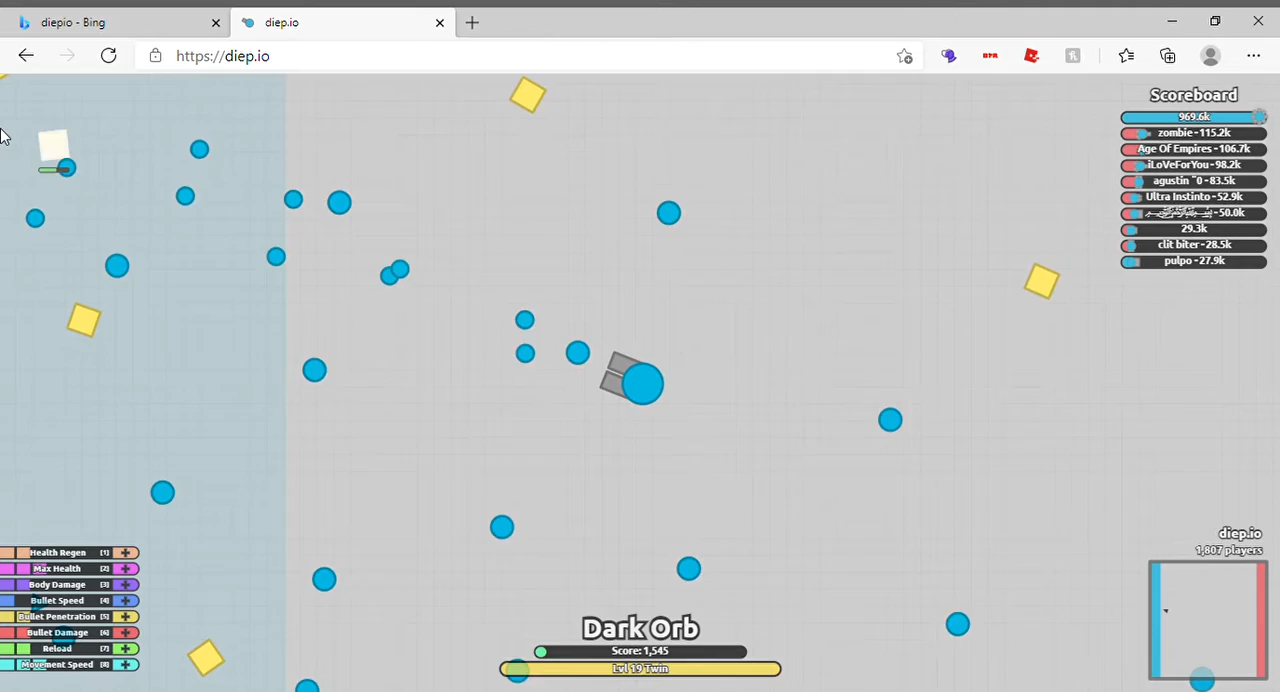 diepio - Bing
diep.io
https://diep.io
Scoreboard
969.6k
zombie - 115.2k
Age Of Empires - 106.7k
iLoVeForYou - 98.2k
agustin ~0 - 83.5k
Ultra Instinto - 52.9k
- 50.0k
29.3k
clit biter - 28.5k
pulpo - 27.9k
Health Regen [1]
Max Health [2]
Body Damage [3]
Bullet Speed [4]
Bullet Penetration [5]
Bullet Damage [6]
Reload [7]
Movement Speed [8]
Dark Orb
Score: 1,545
Lvl 19 Twin
diep.io
1,807 players